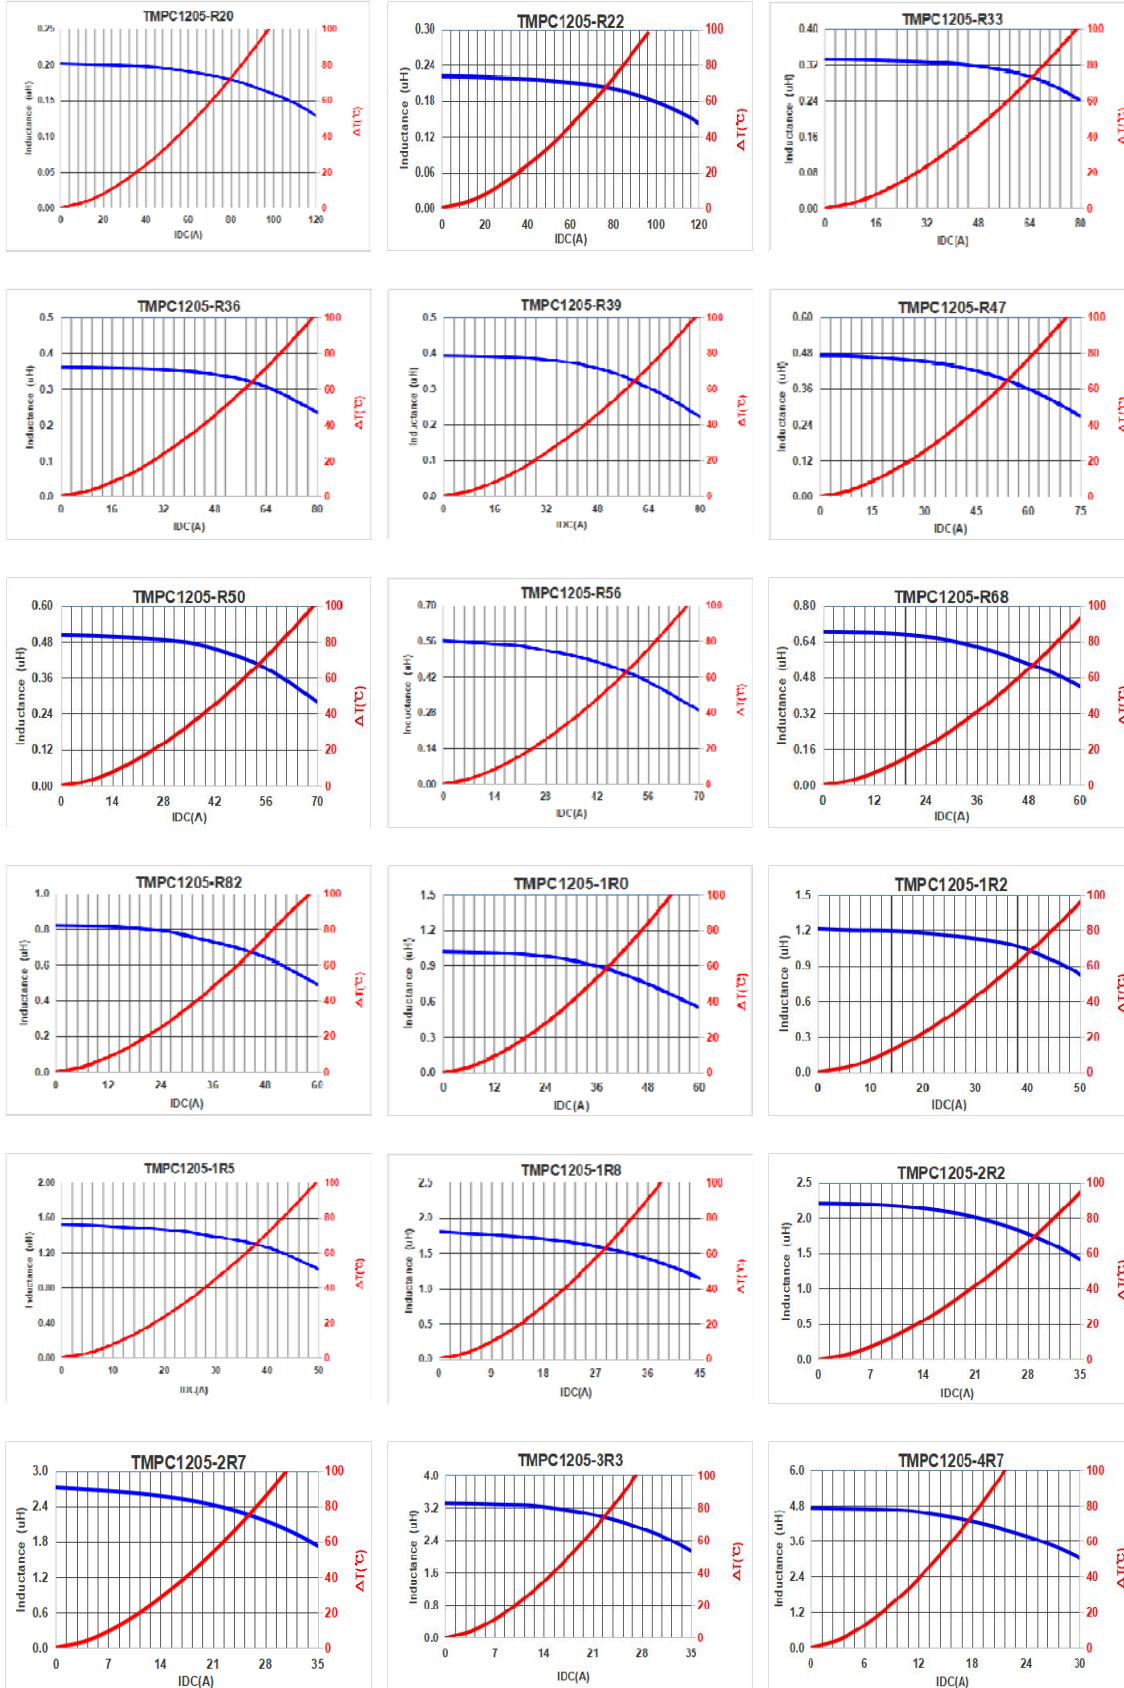 TMPC1205-R20
0.25
0.20
0.15
0.10
0.05
0.00
Inductance (uH)
100
80
60
40
20
0
ΔT(℃)
0 20 40 60 80 100 120
IDC(A)
TMPC1205-R22
0.30
0.24
0.18
0.12
0.06
0.00
Inductance (uH)
100
80
60
40
20
0
ΔT(℃)
0 20 40 60 80 100 120
IDC(A)
TMPC1205-R33
0.40
0.32
0.24
0.16
0.08
0.00
Inductance (uH)
100
80
60
40
20
0
ΔT(℃)
0 16 32 48 64 80
IDC(A)
TMPC1205-R36
0.5
0.4
0.3
0.2
0.1
0.0
Inductance (uH)
100
80
60
40
20
0
ΔT(℃)
0 16 32 48 64 80
IDC(A)
TMPC1205-R39
0.5
0.4
0.3
0.2
0.1
0.0
Inductance (uH)
100
80
60
40
20
0
ΔT(℃)
0 16 32 48 64 80
IDC(A)
TMPC1205-R47
0.60
0.48
0.36
0.24
0.12
0.00
Inductance (uH)
100
80
60
40
20
0
ΔT(℃)
0 15 30 45 60 75
IDC(A)
TMPC1205-R50
0.60
0.48
0.36
0.24
0.12
0.00
Inductance (uH)
100
80
60
40
20
0
ΔT(℃)
0 14 28 42 56 70
IDC(A)
TMPC1205-R56
0.70
0.56
0.42
0.28
0.14
0.00
Inductance (uH)
100
80
60
40
20
0
ΔT(℃)
0 14 28 42 56 70
IDC(A)
TMPC1205-R68
0.80
0.64
0.48
0.32
0.16
0.00
Inductance (uH)
100
80
60
40
20
0
ΔT(℃)
0 12 24 36 48 60
IDC(A)
TMPC1205-R82
1.0
0.8
0.6
0.4
0.2
0.0
Inductance (uH)
100
80
60
40
20
0
ΔT(℃)
0 12 24 36 48 60
IDC(A)
TMPC1205-1R0
1.5
1.2
0.9
0.6
0.3
0.0
Inductance (uH)
100
80
60
40
20
0
ΔT(℃)
0 12 24 36 48 60
IDC(A)
TMPC1205-1R2
1.5
1.2
0.9
0.6
0.3
0.0
Inductance (uH)
100
80
60
40
20
0
ΔT(℃)
0 10 20 30 40 50
IDC(A)
TMPC1205-1R5
2.00
1.60
1.20
0.80
0.40
0.00
Inductance (uH)
100
80
60
40
20
0
ΔT(℃)
0 10 20 30 40 50
IDC(A)
TMPC1205-1R8
2.5
2.0
1.5
1.0
0.5
0.0
Inductance (uH)
100
80
60
40
20
0
ΔT(℃)
0 9 18 27 36 45
IDC(A)
TMPC1205-2R2
2.5
2.0
1.5
1.0
0.5
0.0
Inductance (uH)
100
80
60
40
20
0
ΔT(℃)
0 7 14 21 28 35
IDC(A)
TMPC1205-2R7
3.0
2.4
1.8
1.2
0.6
0.0
Inductance (uH)
100
80
60
40
20
0
ΔT(℃)
0 7 14 21 28 35
IDC(A)
TMPC1205-3R3
4.0
3.2
2.4
1.6
0.8
0.0
Inductance (uH)
100
80
60
40
20
0
ΔT(℃)
0 7 14 21 28 35
IDC(A)
TMPC1205-4R7
6.0
4.8
3.6
2.4
1.2
0.0
Inductance (uH)
100
80
60
40
20
0
ΔT(℃)
0 6 12 18 24 30
IDC(A)